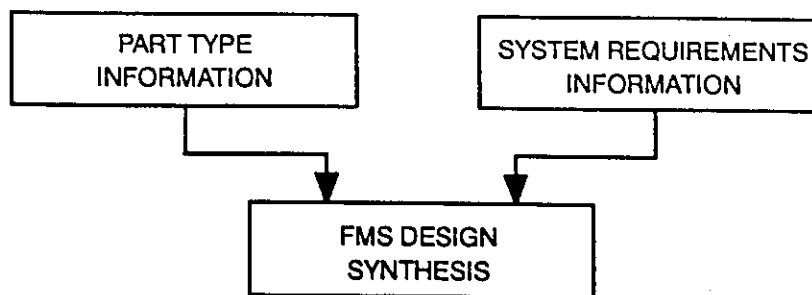 PART TYPE
INFORMATION
SYSTEM REQUIREMENTS
INFORMATION
FMS DESIGN
SYNTHESIS